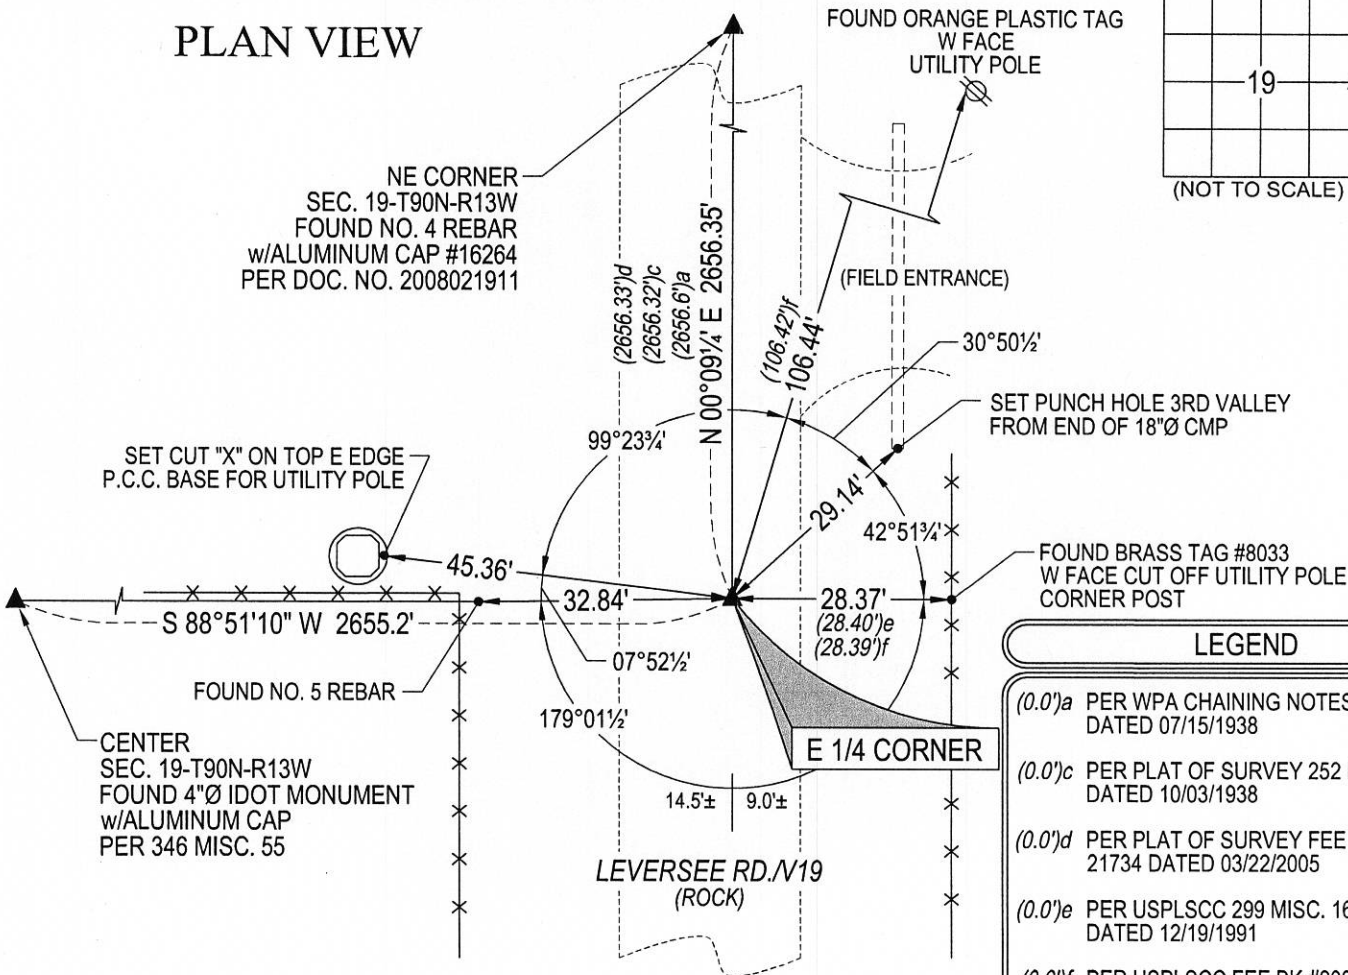 PLAN VIEW
FOUND ORANGE PLASTIC TAG
W FACE
UTILITY POLE
19
(NOT TO SCALE)
NE CORNER
SEC. 19-T90N-R13W
FOUND NO. 4 REBAR
w/ALUMINUM CAP #16264
PER DOC. NO. 2008021911
(2656.33')d
(2656.32')c
(2656.6')a
N 00°09¼' E 2656.35'
(106.42')f
106.44'
(FIELD ENTRANCE)
30°50½'
SET PUNCH HOLE 3RD VALLEY
FROM END OF 18"Ø CMP
99°23¾'
29.14'
42°51¾'
SET CUT "X" ON TOP E EDGE
P.C.C. BASE FOR UTILITY POLE
45.36'
32.84'
28.37'
(28.40')e
(28.39')f
FOUND BRASS TAG #8033
W FACE CUT OFF UTILITY POLE
CORNER POST
S 88°51'10" W 2655.2'
07°52½'
FOUND NO. 5 REBAR
179°01½'
CENTER
SEC. 19-T90N-R13W
FOUND 4"Ø IDOT MONUMENT
w/ALUMINUM CAP
PER 346 MISC. 55
E 1/4 CORNER
14.5'± 9.0'±
LEVERSEE RD./V19
(ROCK)
LEGEND
(0.0')a PER WPA CHAINING NOTES
DATED 07/15/1938
(0.0')c PER PLAT OF SURVEY 252
DATED 10/03/1938
(0.0')d PER PLAT OF SURVEY FEE
21734 DATED 03/22/2005
(0.0')e PER USPLSCC 299 MISC. 16
DATED 12/19/1991